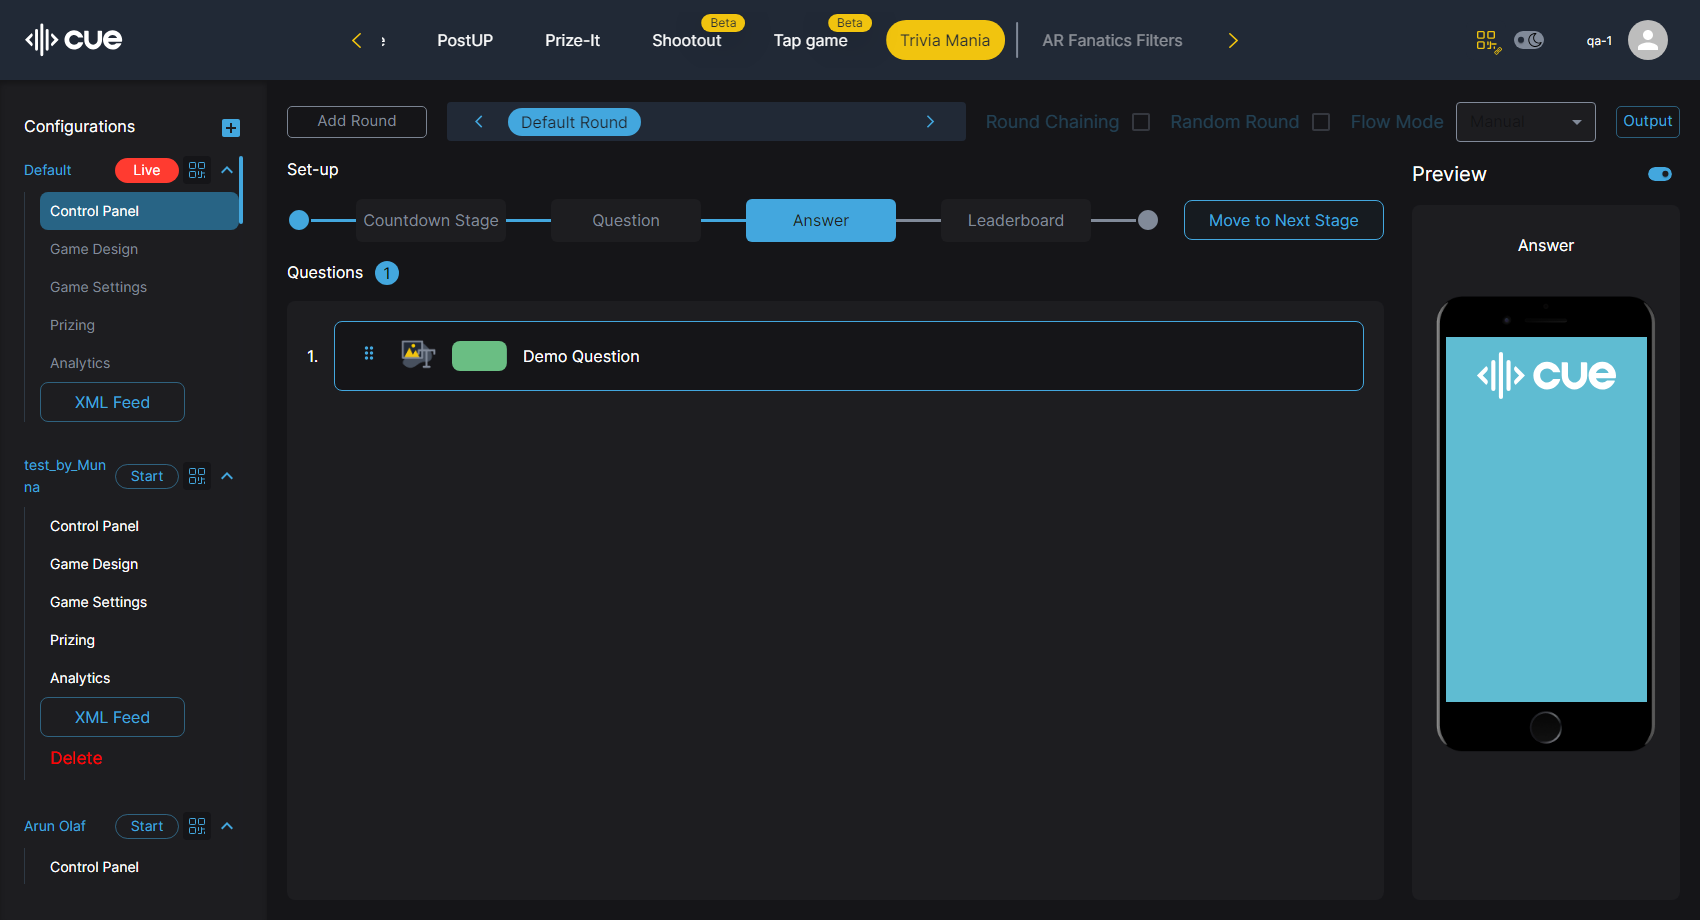 cue
PostUP
Prize-It
Shootout
Beta
Tap game
Beta
Trivia Mania
AR Fanatics Filters
qa-1
Configurations
Default
Live
Control Panel
Game Design
Game Settings
Prizing
Analytics
XML Feed
test_by_Mun
na
Start
Control Panel
Game Design
Game Settings
Prizing
Analytics
XML Feed
Delete
Arun Olaf
Start
Control Panel
Add Round
Default Round
Round Chaining
Random Round
Flow Mode
Manual
Output
Set-up
Countdown Stage
Question
Answer
Leaderboard
Move to Next Stage
Questions 1
1.
Demo Question
Preview
Answer
cue